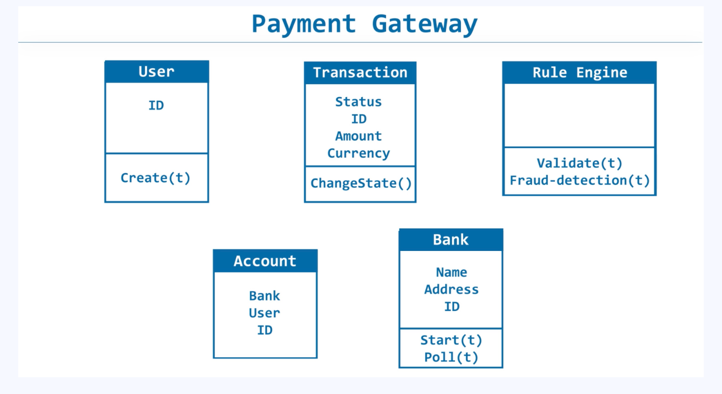 Payment Gateway
User
ID
Create(t)
Transaction
Status
ID
Amount
Currency
ChangeState()
Rule Engine
Validate(t)
Fraud-detection(t)
Account
Bank
User
ID
Bank
Name
Address
ID
Start(t)
Poll(t)